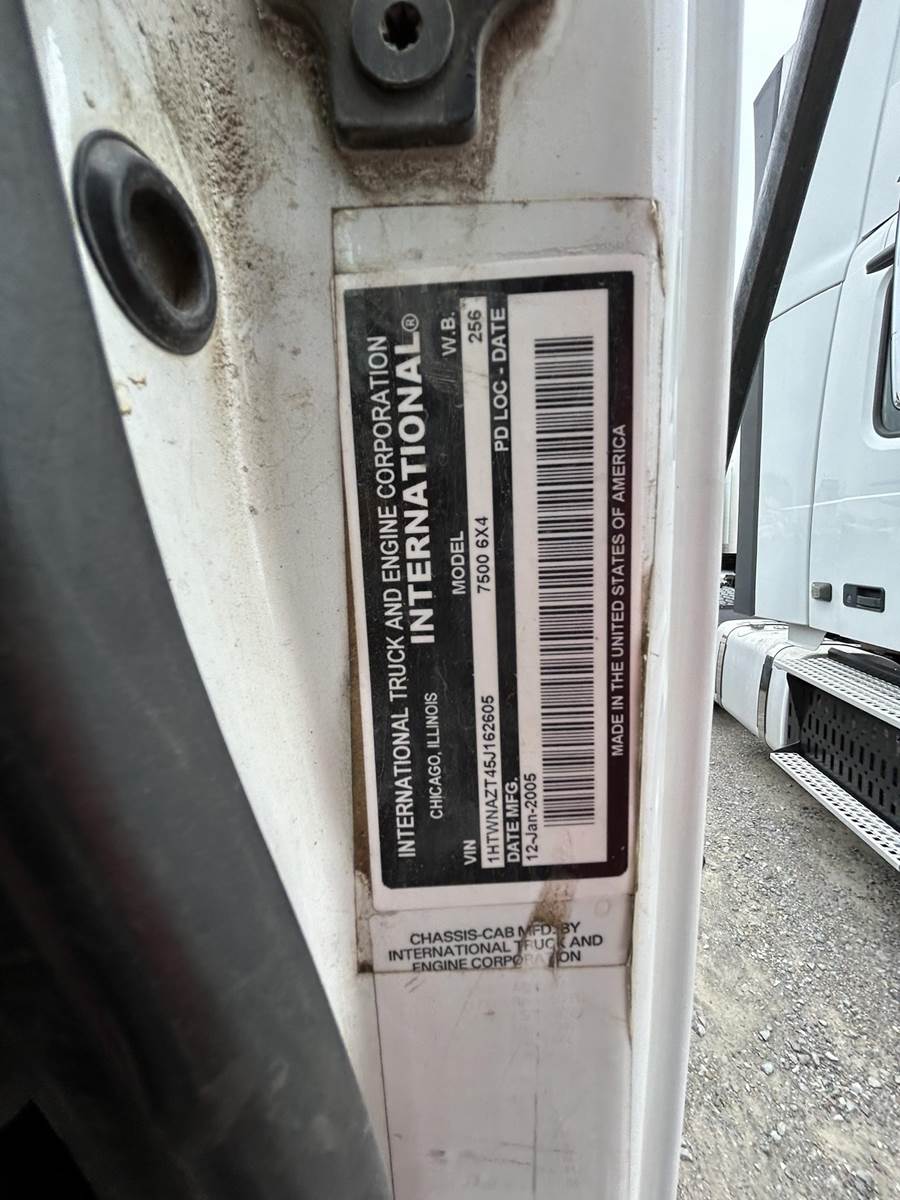 INTERNATIONAL TRUCK AND ENGINE CORPORATION
CHICAGO, ILLINOIS INTERNATIONAL®
VIN MODEL W.B.
1HTWNAZT45J162605 7500 6X4 256
DATE MFG. PD LOC - DATE
12-Jan-2005
MADE IN THE UNITED STATES OF AMERICA
CHASSIS-CAB MFD. BY
INTERNATIONAL TRUCK AND
ENGINE CORPORATION